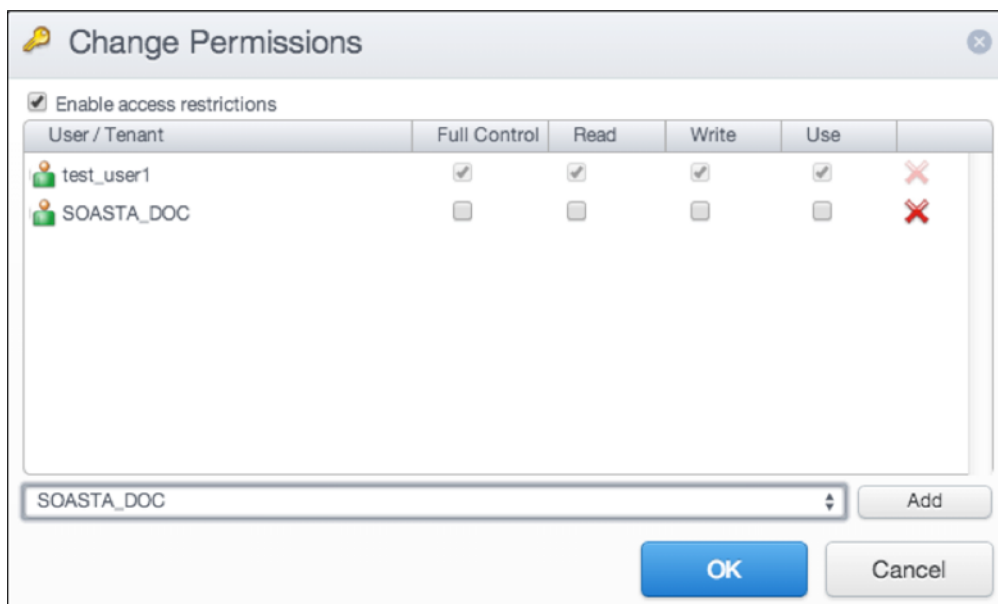 Change Permissions
Enable access restrictions
User / Tenant Full Control Read Write Use
test_user1
SOASTA_DOC
SOASTA_DOC Add
OK Cancel